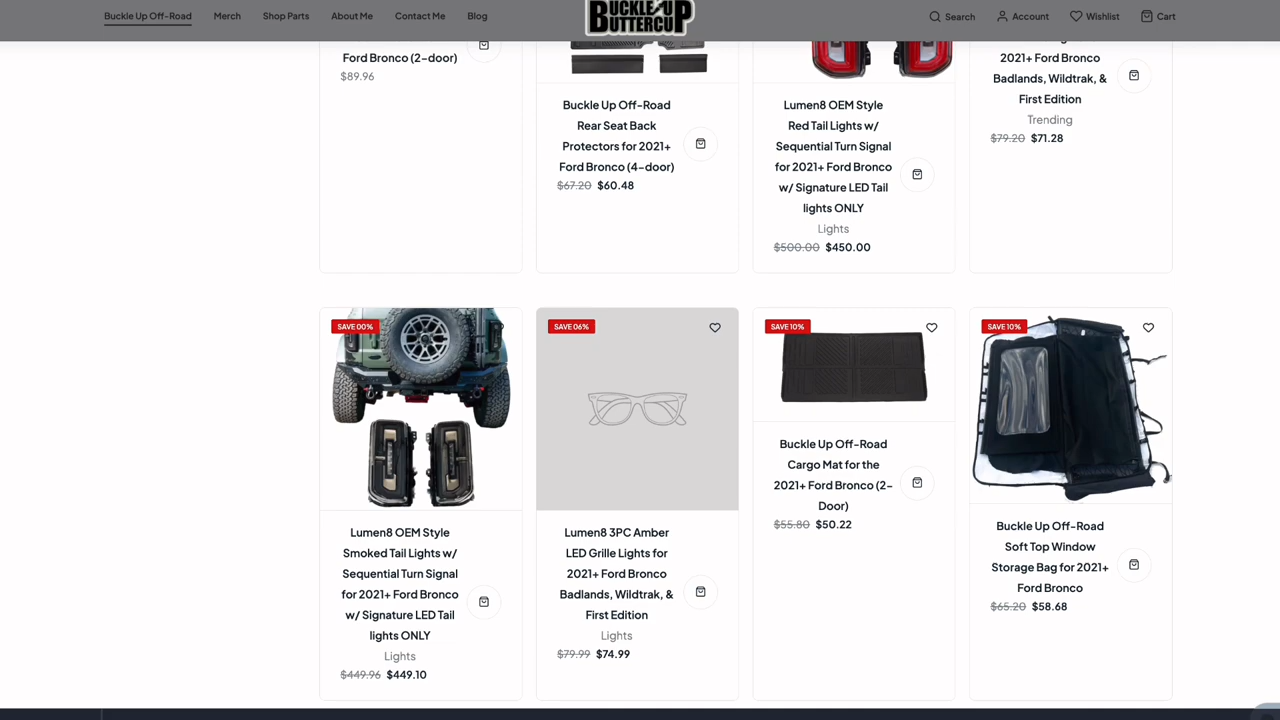 Buckle Up Off-Road
Merch
Shop Parts
About Me
Contact Me
Blog
BUCKLE UP
BUTTERCUP
Search
Account
Wishlist
Cart
Ford Bronco (2-door)
$89.96
Buckle Up Off-Road
Rear Seat Back
Protectors for 2021+
Ford Bronco (4-door)
$67.20 $60.48
Lumen8 OEM Style
Red Tail Lights w/
Sequential Turn Signal
for 2021+ Ford Bronco
w/ Signature LED Tail
lights ONLY
Lights
$500.00 $450.00
2021+ Ford Bronco
Badlands, Wildtrak, &
First Edition
Trending
$79.20 $71.28
SAVE 00%
Lumen8 OEM Style
Smoked Tail Lights w/
Sequential Turn Signal
for 2021+ Ford Bronco
w/ Signature LED Tail
lights ONLY
Lights
$449.96 $449.10
SAVE 06%
Lumen8 3PC Amber
LED Grille Lights for
2021+ Ford Bronco
Badlands, Wildtrak, &
First Edition
Lights
$79.99 $74.99
SAVE 10%
Buckle Up Off-Road
Cargo Mat for the
2021+ Ford Bronco (2-
Door)
$55.80 $50.22
SAVE 10%
Buckle Up Off-Road
Soft Top Window
Storage Bag for 2021+
Ford Bronco
$65.20 $58.68